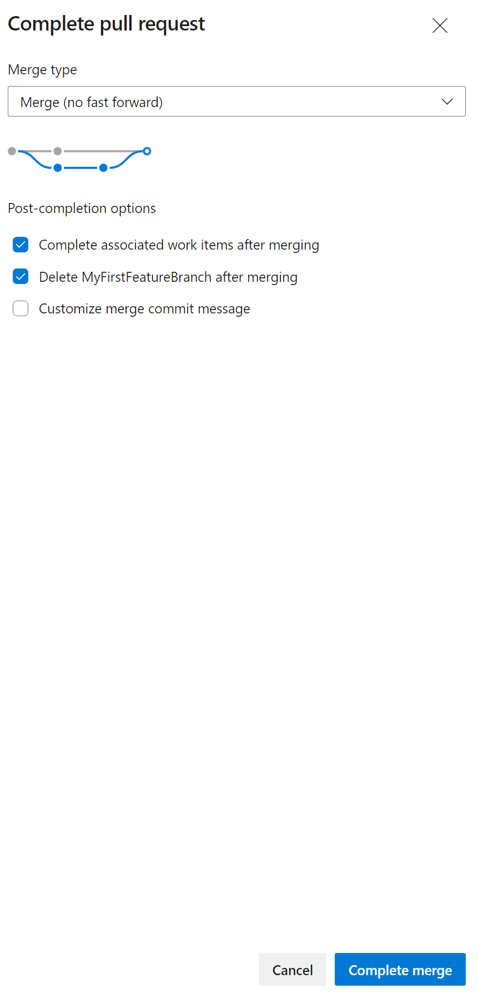 Complete pull request
Merge type
Merge (no fast forward)
Post-completion options
Complete associated work items after merging
Delete MyFirstFeatureBranch after merging
Customize merge commit message
Cancel
Complete merge